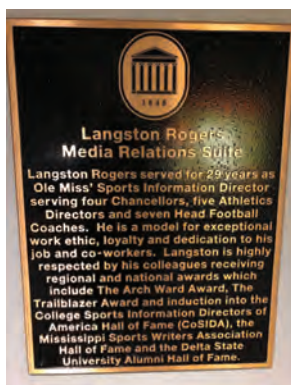 1848
Langston Rogers
Media Relations Suite
Langston Rogers served for 29 years as
Ole Miss' Sports Information Director
serving four Chancellors, five Athletics
Directors and seven Head Football
Coaches. He is a model for exceptional
work ethic, loyalty and dedication to his
job and co-workers. Langston is highly
respected by his colleagues receiving
regional and national awards which
include The Arch Ward Award, The
Trailblazer Award and induction into the
College Sports Information Directors of
America Hall of Fame (CoSIDA), the
Mississippi Sports Writers Association
Hall of Fame and the Delta State
University Alumni Hall of Fame.